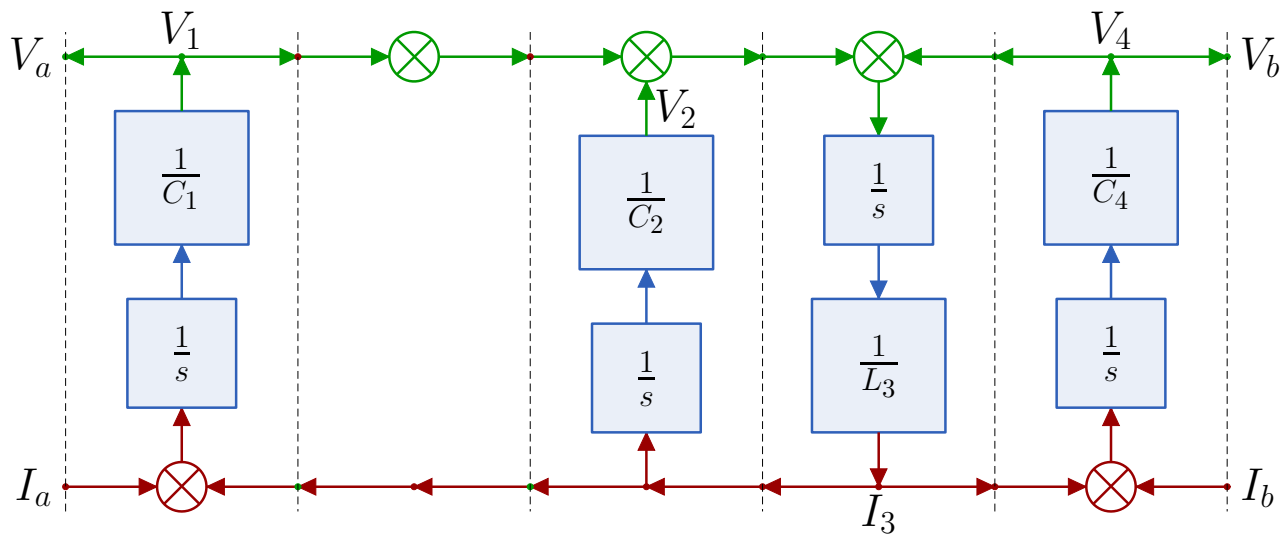 V_a V_1 V_4 V_b
V_2
1/C_1 1/C_2 1/s 1/C_4
1/s 1/s 1/L_3 1/s
I_a I_3 I_b